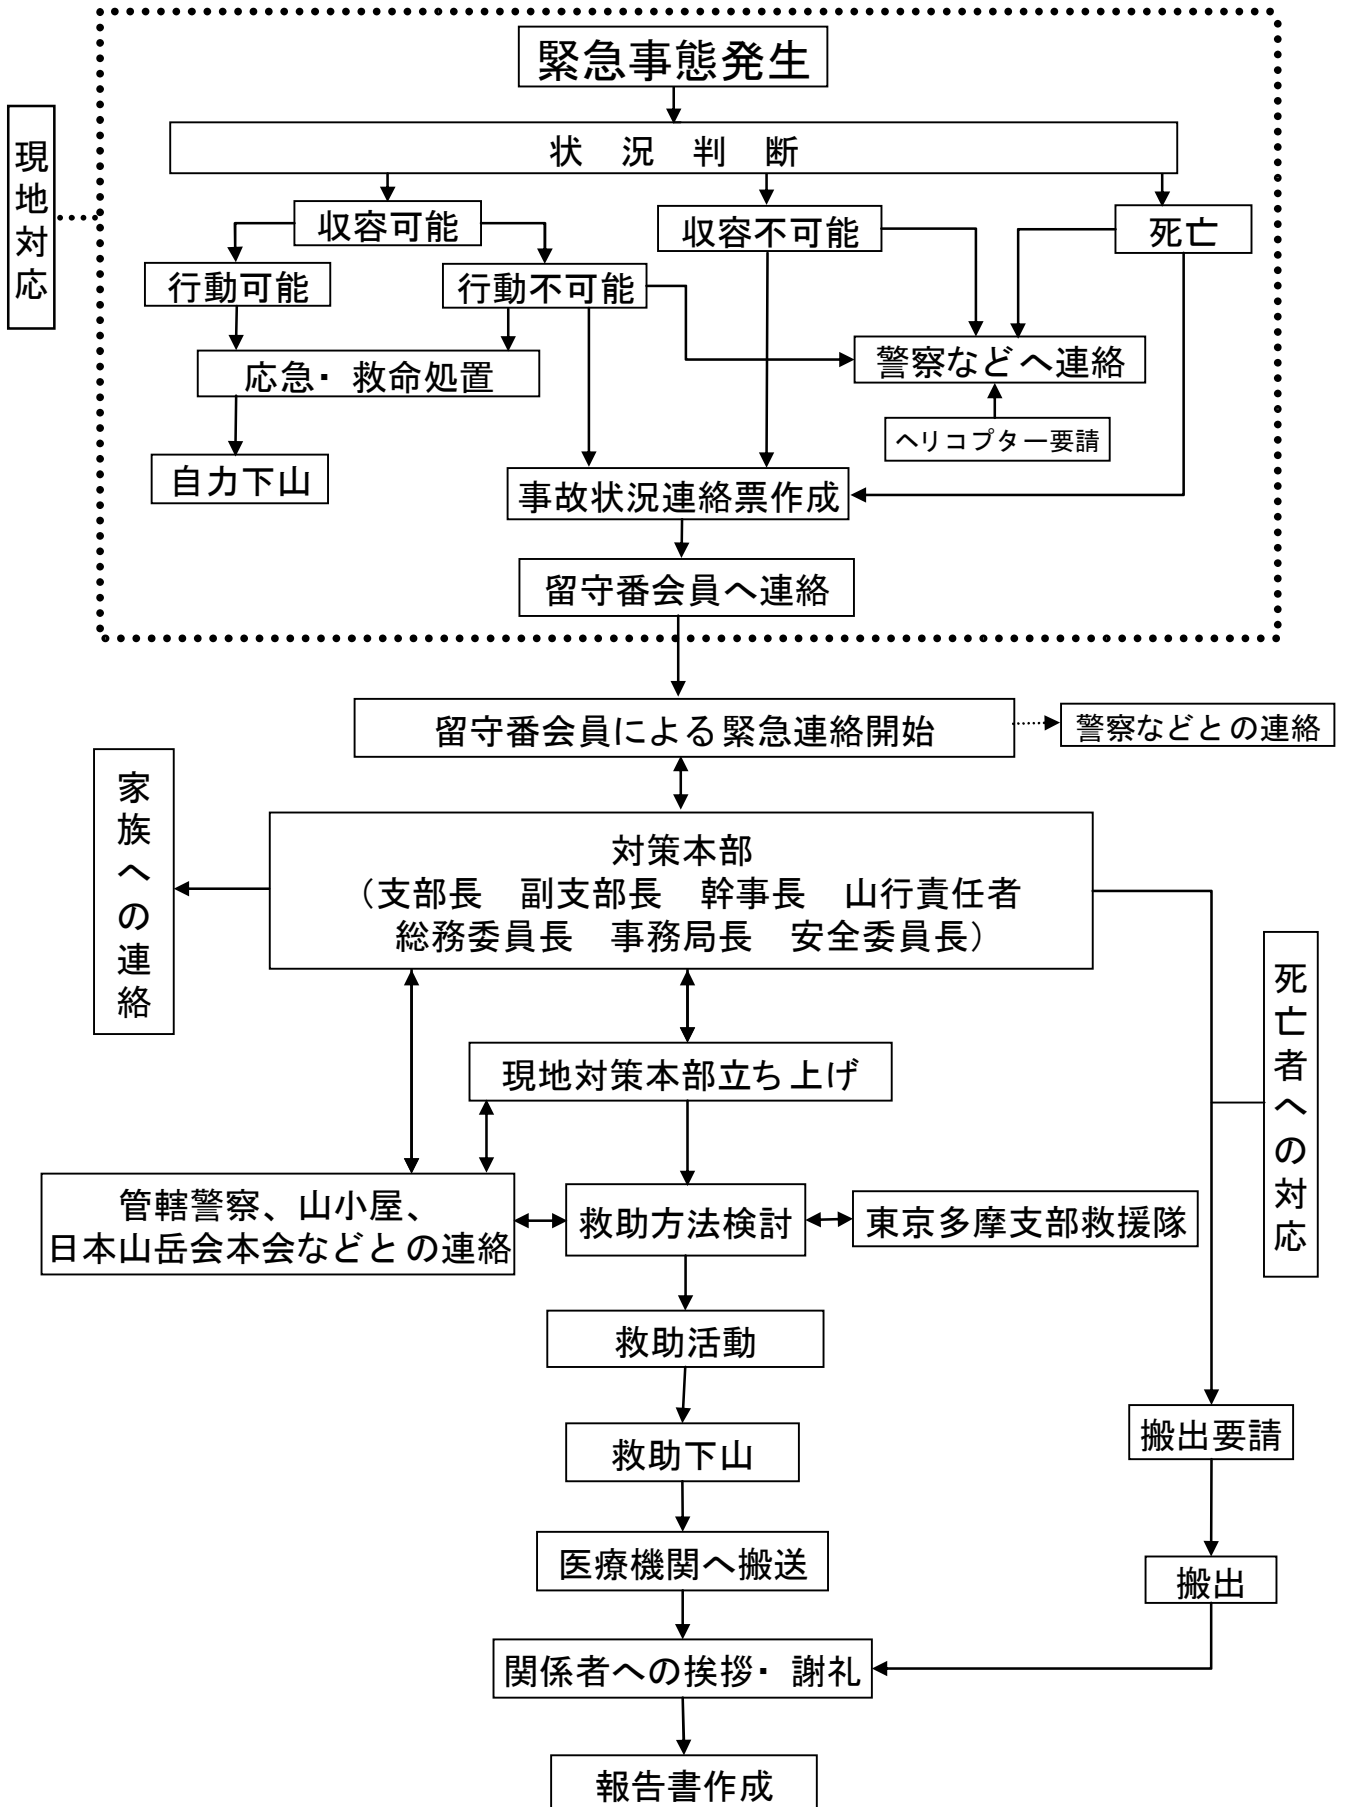 緊急事態発生
現地対応
状　況　判　断
収容可能
収容不可能
死亡
行動可能
行動不可能
警察などへ連絡
応急・救命処置
ヘリコプター要請
自力下山
事故状況連絡票作成
留守番会員へ連絡
留守番会員による緊急連絡開始
警察などとの連絡
家族への連絡
対策本部
（支部長　副支部長　幹事長　山行責任者
総務委員長　事務局長　安全委員長）
死亡者への対応
現地対策本部立ち上げ
管轄警察、山小屋、
日本山岳会本会などとの連絡
救助方法検討
東京多摩支部救援隊
救助活動
搬出要請
救助下山
医療機関へ搬送
搬出
関係者への挨拶・謝礼
報告書作成